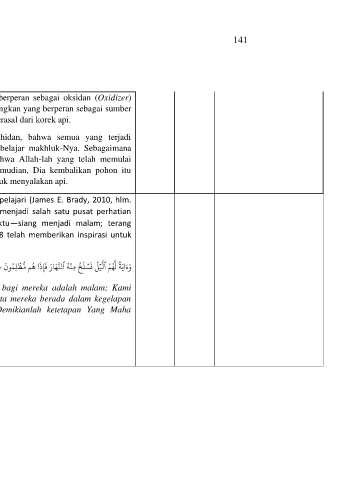 141
berperan sebagai oksidan (Oxidizer)
ngkan yang berperan sebagai sumber
erasal dari korek api.
hidan, bahwa semua yang terjadi
belajar makhluk-Nya. Sebagaimana
hwa Allah-lah yang telah memulai
mudian, Dia kembalikan pohon itu
uk menyalakan api.
pelajari (James E. Brady, 2010, hlm.
menjadi salah satu pusat perhatian
ktu—siang menjadi malam; terang
8 telah memberikan inspirasi untuk
وَءَايَةٌ لَّهُمُ ٱلَّيْلُ نَسْلَخُ مِنْهُ ٱلنَّهَارَ فَإِذَا هُم مُّظْلِمُونَ
bagi mereka adalah malam; Kami
ta mereka berada dalam kegelapan
Demikianlah ketetapan Yang Maha